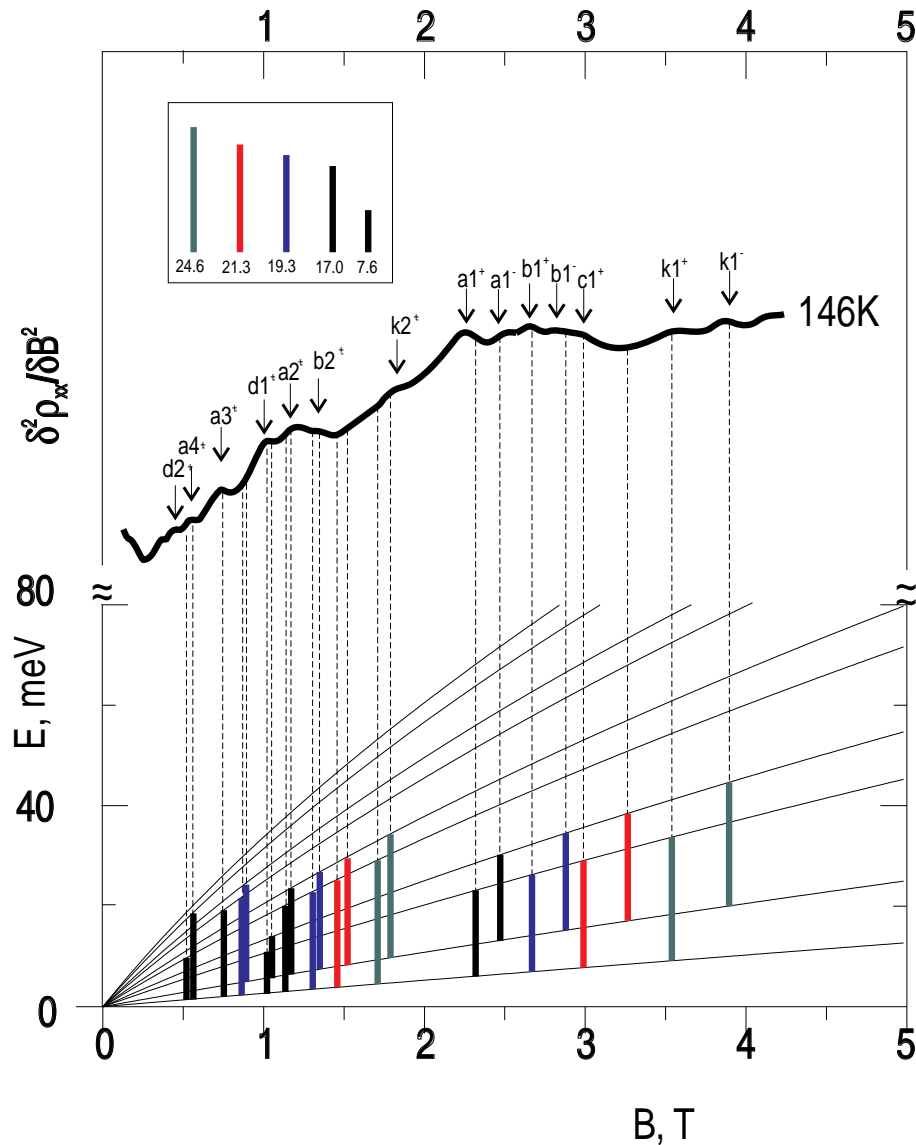 1 2 3 4 5
24.6 21.3 19.3 17.0 7.6
a1⁺ a1⁻ b1⁺ b1⁻ c1⁺ k1⁺ k1⁻
146K
k2±
d1± a2± b2±
a3±
a4±
d2±
δ²ρxx/δB²
80
E, meV
40
0
0 1 2 3 4 5
B, T